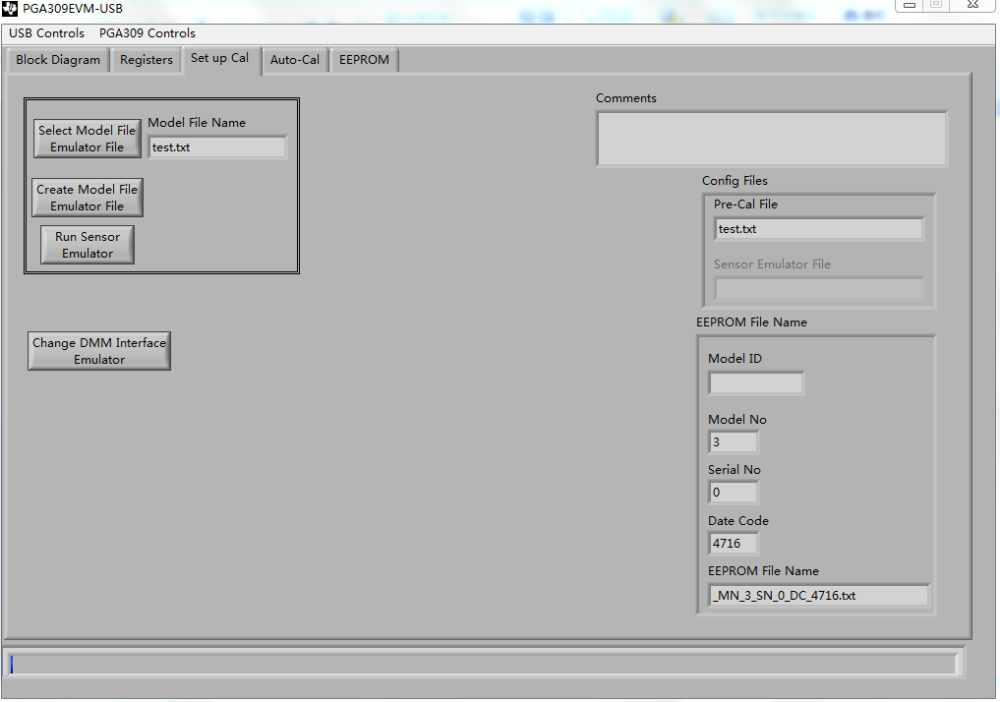 PGA309EVM-USB
USB Controls PGA309 Controls
Block Diagram Registers Set up Cal Auto-Cal EEPROM
Select Model File
Emulator File
Model File Name
test.txt
Create Model File
Emulator File
Run Sensor
Emulator
Change DMM Interface
Emulator
Comments
Config Files
Pre-Cal File
test.txt
Sensor Emulator File
EEPROM File Name
Model ID
Model No
3
Serial No
0
Date Code
4716
EEPROM File Name
_MN_3_SN_0_DC_4716.txt